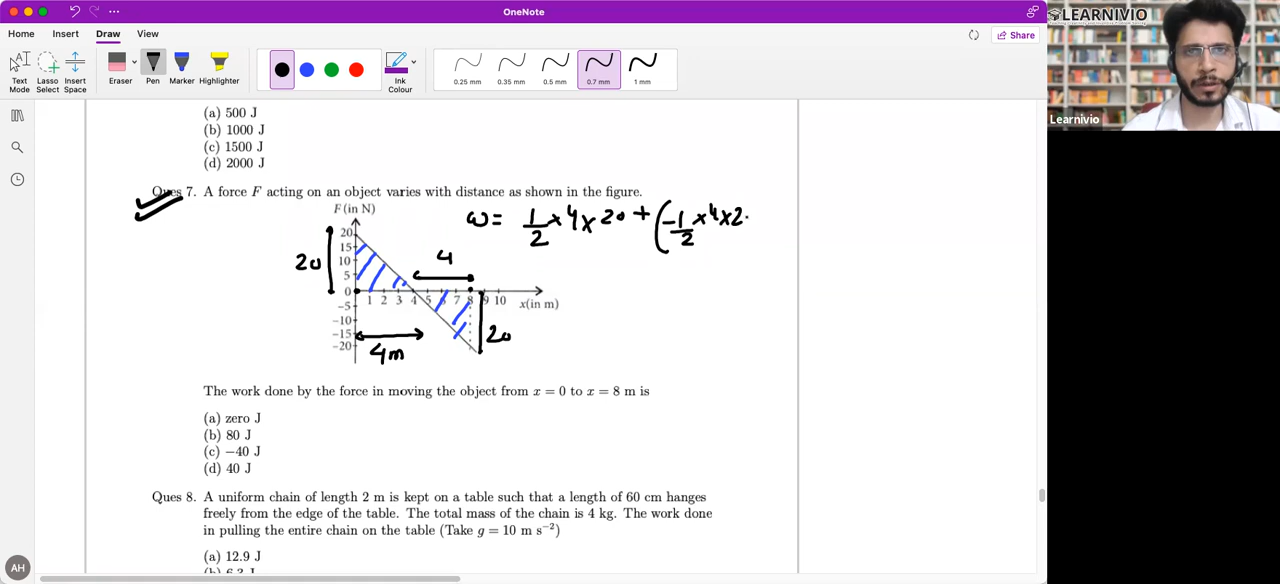 OneNote
LEARNIVIO
Home Insert Draw View
Share
Text Mode
Lasso Select
Insert Space
Eraser
Pen
Marker
Highlighter
Ink Colour
0.25 mm
0.35 mm
0.5 mm
0.7 mm
1 mm
Learnivio
(a) 500 J
(b) 1000 J
(c) 1500 J
(d) 2000 J
Ques 7. A force F acting on an object varies with distance as shown in the figure.
F(in N)
ω = 1/2 × 4 × 20 + (-1/2 × 4 × 2
20
15
10
5
0
-5
-10
-15
-20
20
4
1 2 3 4 5 6 7 8 9 10 x(in m)
4m
20
The work done by the force in moving the object from x = 0 to x = 8 m is
(a) zero J
(b) 80 J
(c) −40 J
(d) 40 J
Ques 8. A uniform chain of length 2 m is kept on a table such that a length of 60 cm hanges
freely from the edge of the table. The total mass of the chain is 4 kg. The work done
in pulling the entire chain on the table (Take g = 10 m s⁻²)
(a) 12.9 J
AH